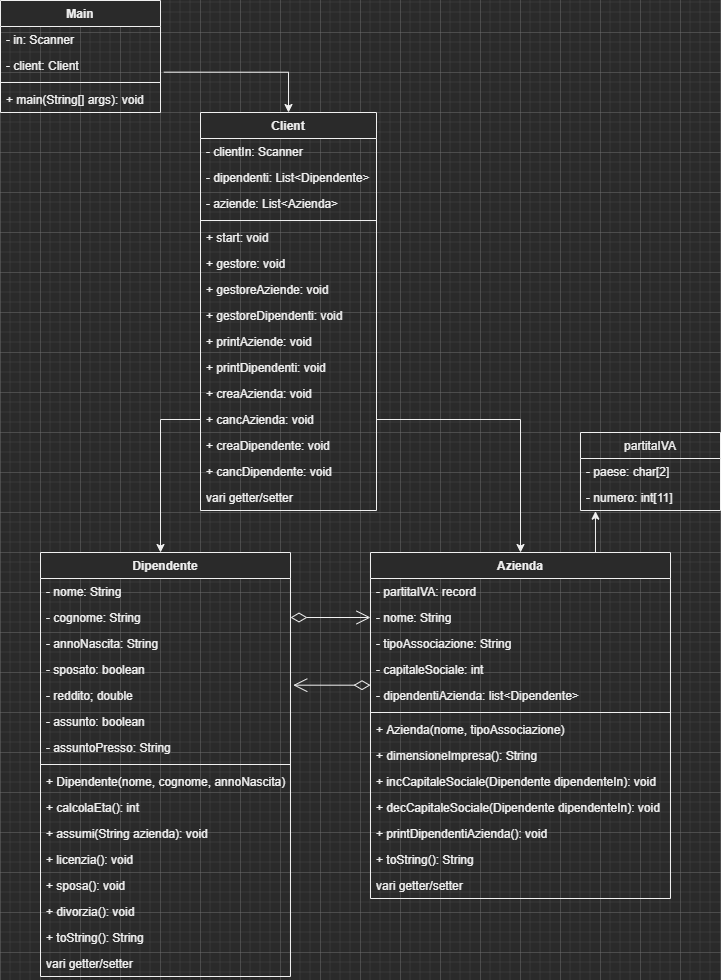 Main
- in: Scanner
- client: Client
+ main(String[] args): void
Client
- clientIn: Scanner
- dipendenti: List<Dipendente>
- aziende: List<Azienda>
+ start: void
+ gestore: void
+ gestoreAziende: void
+ gestoreDipendenti: void
+ printAziende: void
+ printDipendenti: void
+ creaAzienda: void
+ cancAzienda: void
+ creaDipendente: void
+ cancDipendente: void
vari getter/setter
partitaIVA
- paese: char[2]
- numero: int[11]
Dipendente
- nome: String
- cognome: String
- annoNascita: String
- sposato: boolean
- reddito; double
- assunto: boolean
- assuntoPresso: String
+ Dipendente(nome, cognome, annoNascita)
+ calcolaEta(): int
+ assumi(String azienda): void
+ licenzia(): void
+ sposa(): void
+ divorzia(): void
+ toString(): String
vari getter/setter
Azienda
- partitaIVA: record
- nome: String
- tipoAssociazione: String
- capitaleSociale: int
- dipendentiAzienda: list<Dipendente>
+ Azienda(nome, tipoAssociazione)
+ dimensioneImpresa(): String
+ incCapitaleSociale(Dipendente dipendenteIn): void
+ decCapitaleSociale(Dipendente dipendenteIn): void
+ printDipendentiAzienda(): void
+ toString(): String
vari getter/setter